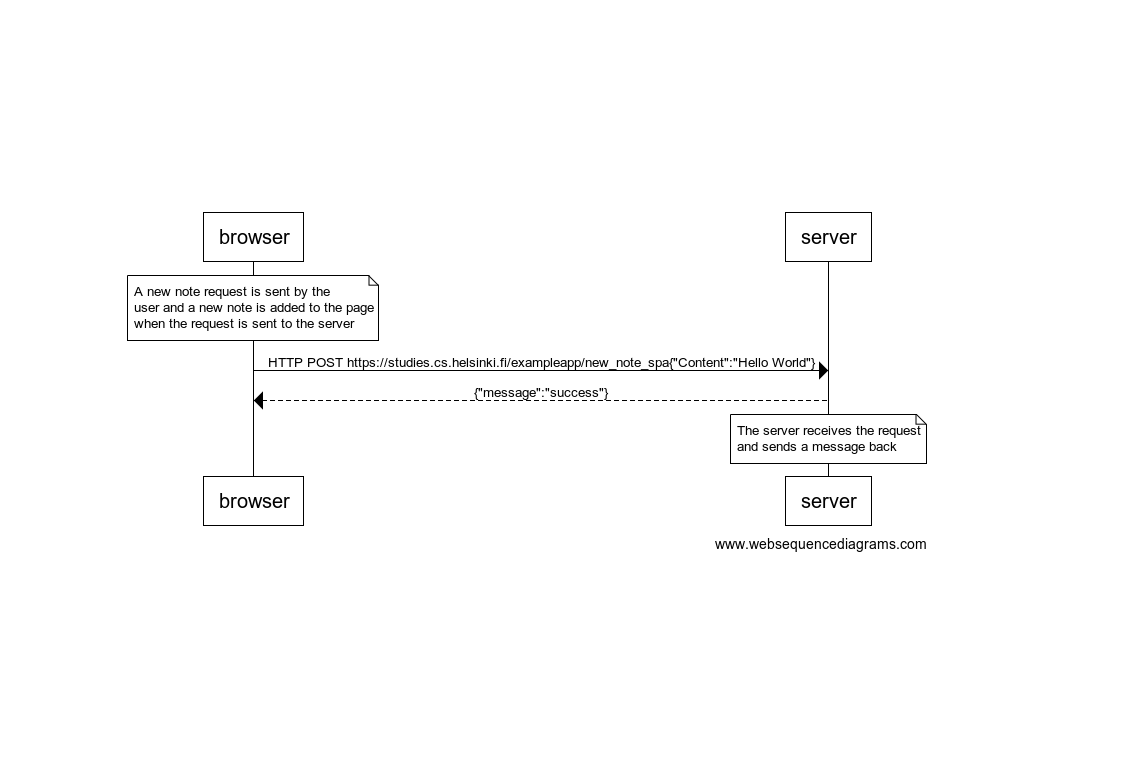 browser
server
A new note request is sent by the
user and a new note is added to the page
when the request is sent to the server
HTTP POST https://studies.cs.helsinki.fi/exampleapp/new_note_spa{"Content":"Hello World"}
{"message":"success"}
The server receives the request
and sends a message back
browser
server
www.websequencediagrams.com